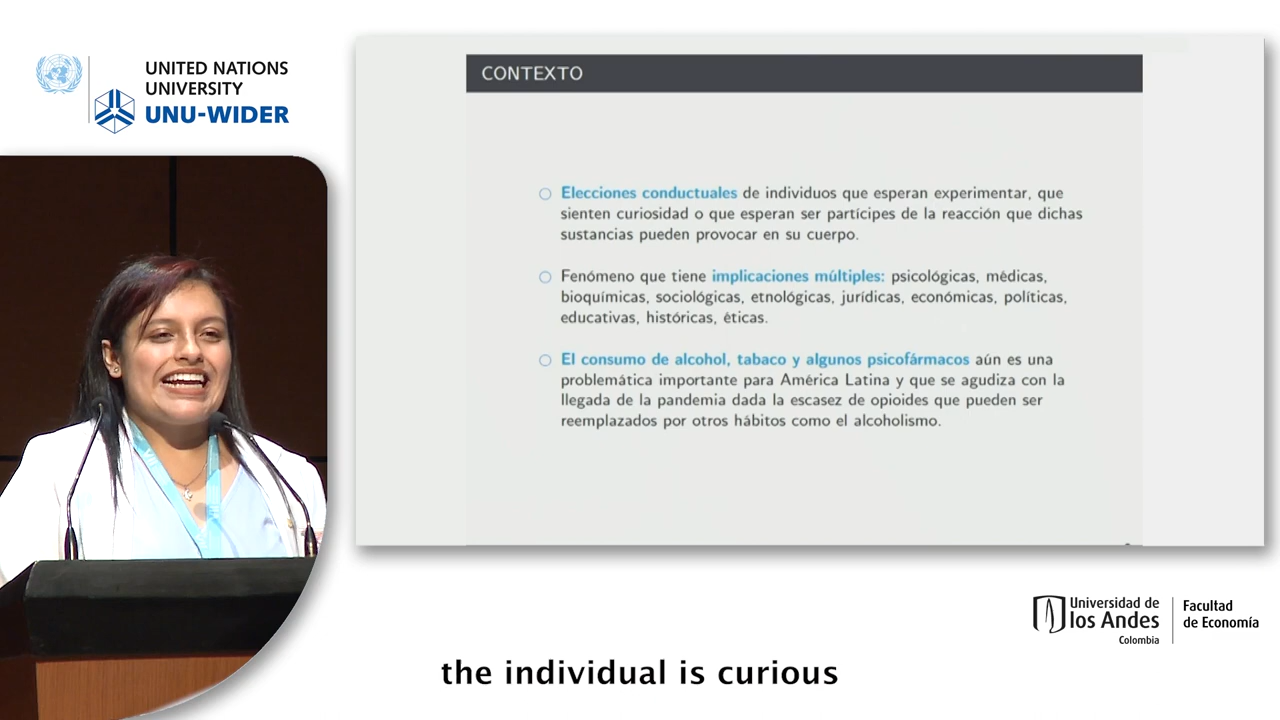 UNITED NATIONS
UNIVERSITY
UNU-WIDER
CONTEXTO
Elecciones conductuales de individuos que esperan experimentar, que
sienten curiosidad o que esperan ser partícipes de la reacción que dichas
sustancias pueden provocar en su cuerpo.
Fenómeno que tiene implicaciones múltiples: psicológicas, médicas,
bioquímicas, sociológicas, etnológicas, jurídicas, económicas, políticas,
educativas, históricas, éticas.
El consumo de alcohol, tabaco y algunos psicofármacos aún es una
problemática importante para América Latina y que se agudiza con la
llegada de la pandemia dada la escasez de opioides que pueden ser
reemplazados por otros hábitos como el alcoholismo.
Universidad de
los Andes
Colombia
Facultad
de Economía
the individual is curious